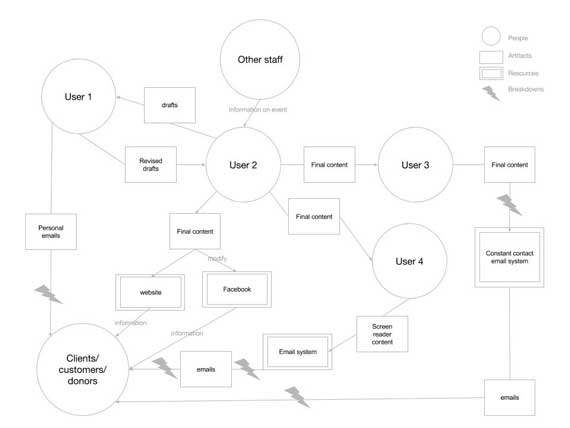 People
Artifacts
Resources
Breakdowns
Other staff
User 1
drafts
Information on event
Revised
drafts
User 2
Final content
User 3
Final content
Final content
Final content
Personal
emails
modify
User 4
Constant contact
email system
website
Facebook
information
information
Screen
reader
content
Email system
Clients/
customers/
donors
emails
emails